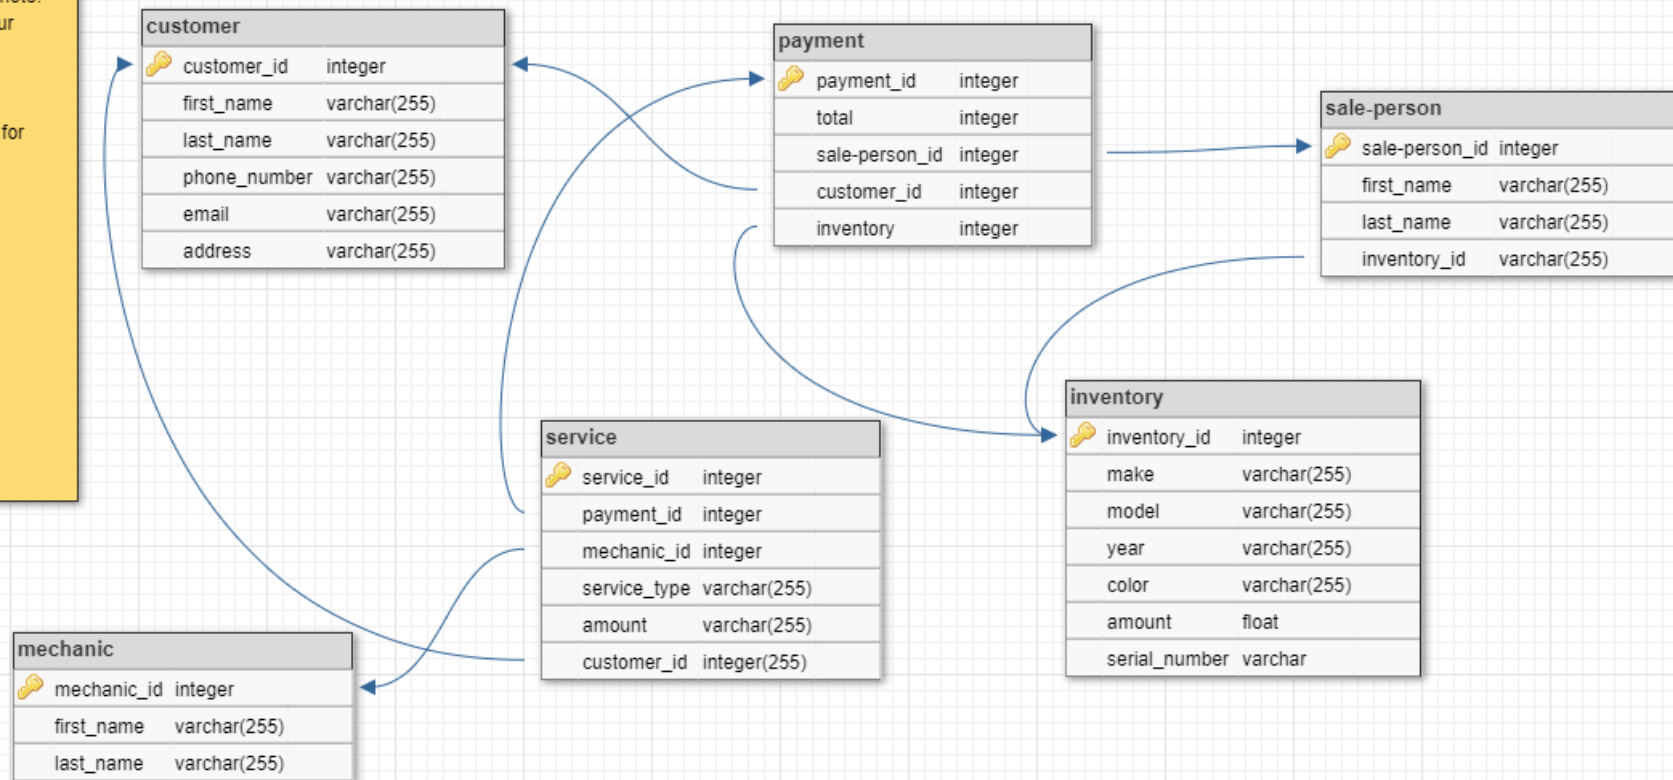 ur
for
customer
customer_id integer
first_name varchar(255)
last_name varchar(255)
phone_number varchar(255)
email varchar(255)
address varchar(255)
payment
payment_id integer
total integer
sale-person_id integer
customer_id integer
inventory integer
sale-person
sale-person_id integer
first_name varchar(255)
last_name varchar(255)
inventory_id varchar(255)
service
service_id integer
payment_id integer
mechanic_id integer
service_type varchar(255)
amount varchar(255)
customer_id integer(255)
inventory
inventory_id integer
make varchar(255)
model varchar(255)
year varchar(255)
color varchar(255)
amount float
serial_number varchar
mechanic
mechanic_id integer
first_name varchar(255)
last_name varchar(255)